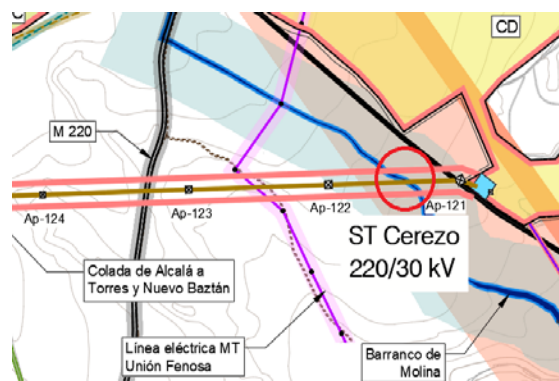 C
CD
M 220
Ap-124
Ap-123
Ap-122
Ap-121
ST Cerezo
220/30 kV
Colada de Alcalá a
Torres y Nuevo Baztán
Línea eléctrica MT
Unión Fenosa
Barranco de
Molina